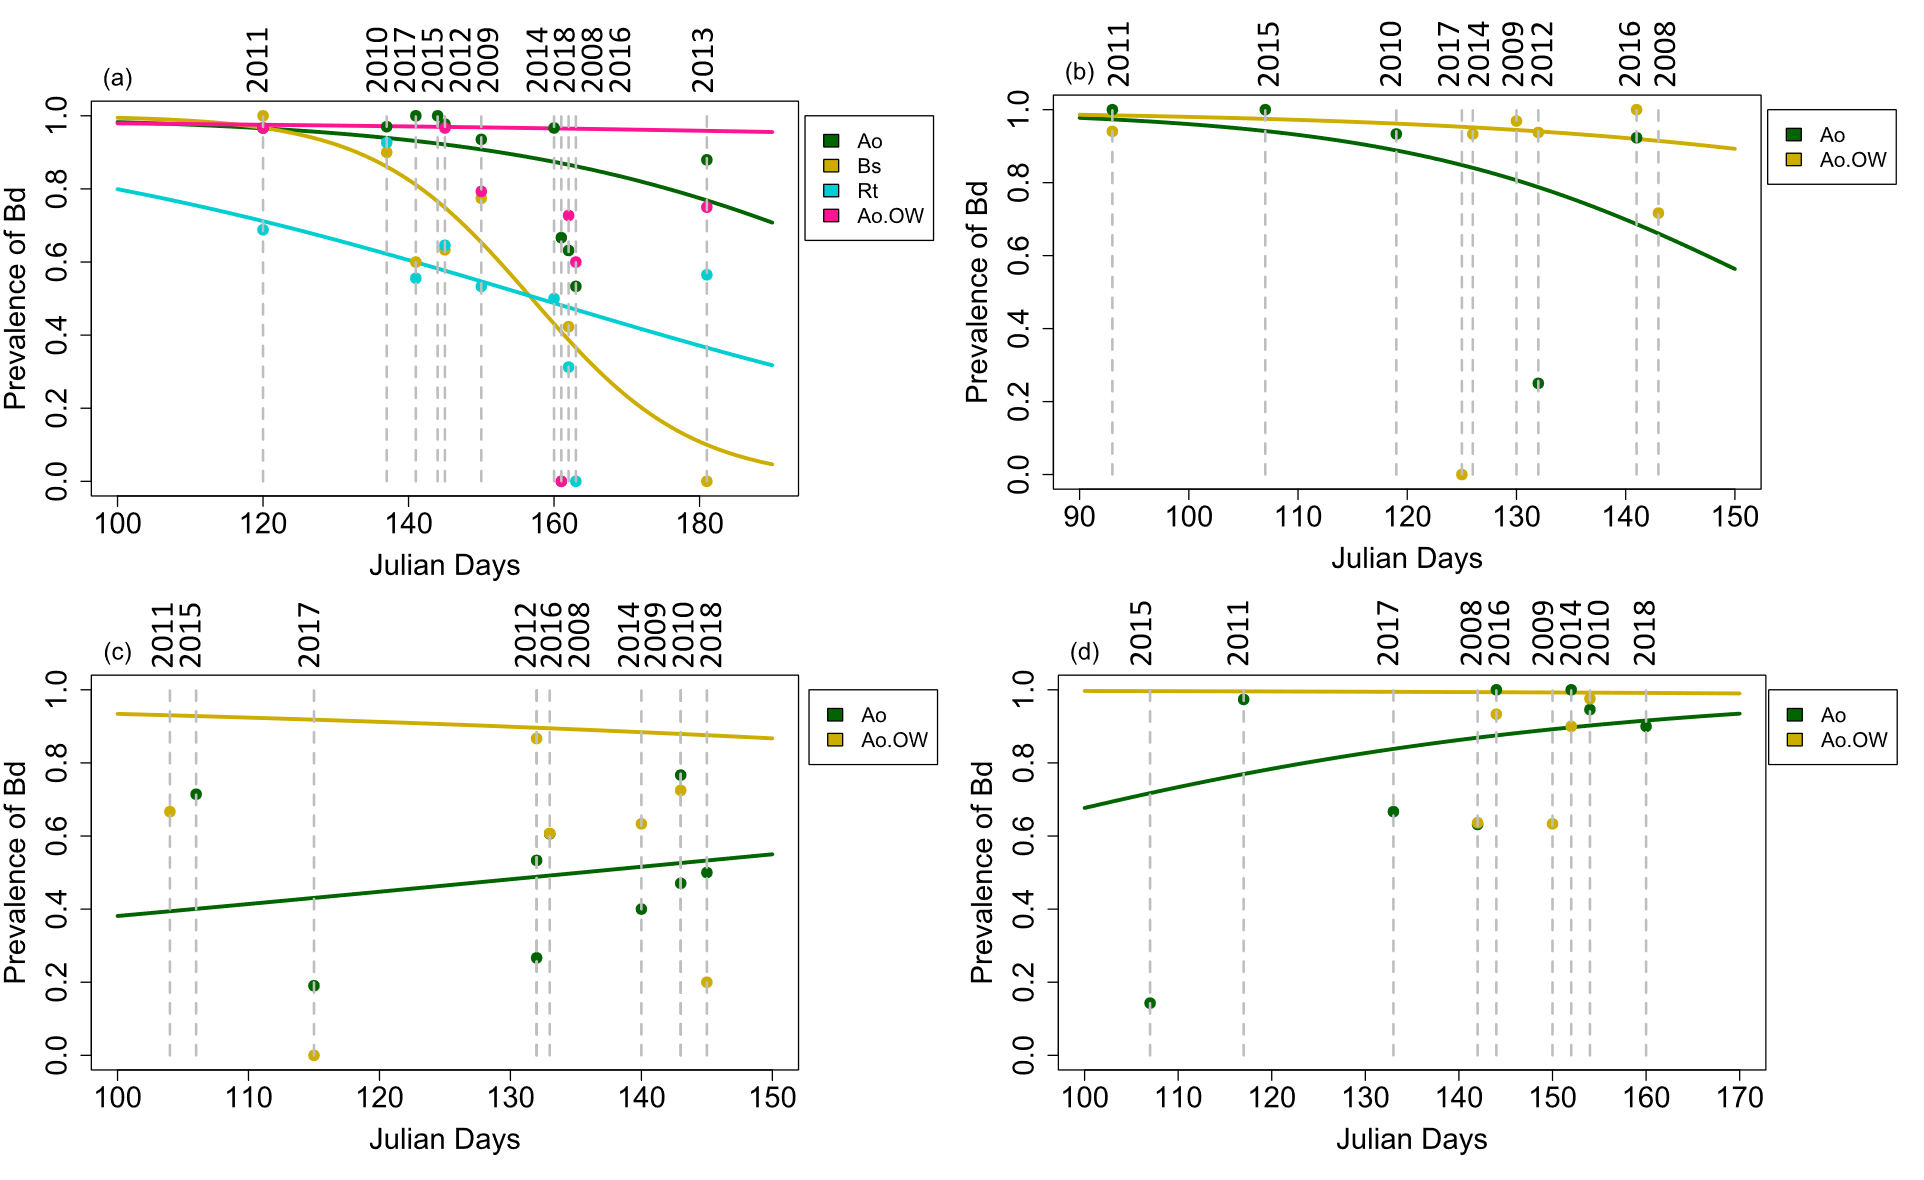 (a)
2011
2010
2017
2015
2012
2009
2014
2018
2008
2016
2013
Prevalence of Bd
1.0
0.8
0.6
0.4
0.2
0.0
100 120 140 160 180
Julian Days
Ao
Bs
Rt
Ao.OW
(b)
2011
2015
2010
2017
2014
2009
2012
2016
2008
Prevalence of Bd
1.0
0.8
0.6
0.4
0.2
0.0
90 100 110 120 130 140 150
Julian Days
Ao
Ao.OW
(c)
2011
2015
2017
2012
2016
2008
2014
2009
2010
2018
Prevalence of Bd
1.0
0.8
0.6
0.4
0.2
0.0
100 110 120 130 140 150
Julian Days
Ao
Ao.OW
(d)
2015
2011
2017
2008
2016
2009
2014
2010
2018
Prevalence of Bd
1.0
0.8
0.6
0.4
0.2
0.0
100 110 120 130 140 150 160 170
Julian Days
Ao
Ao.OW